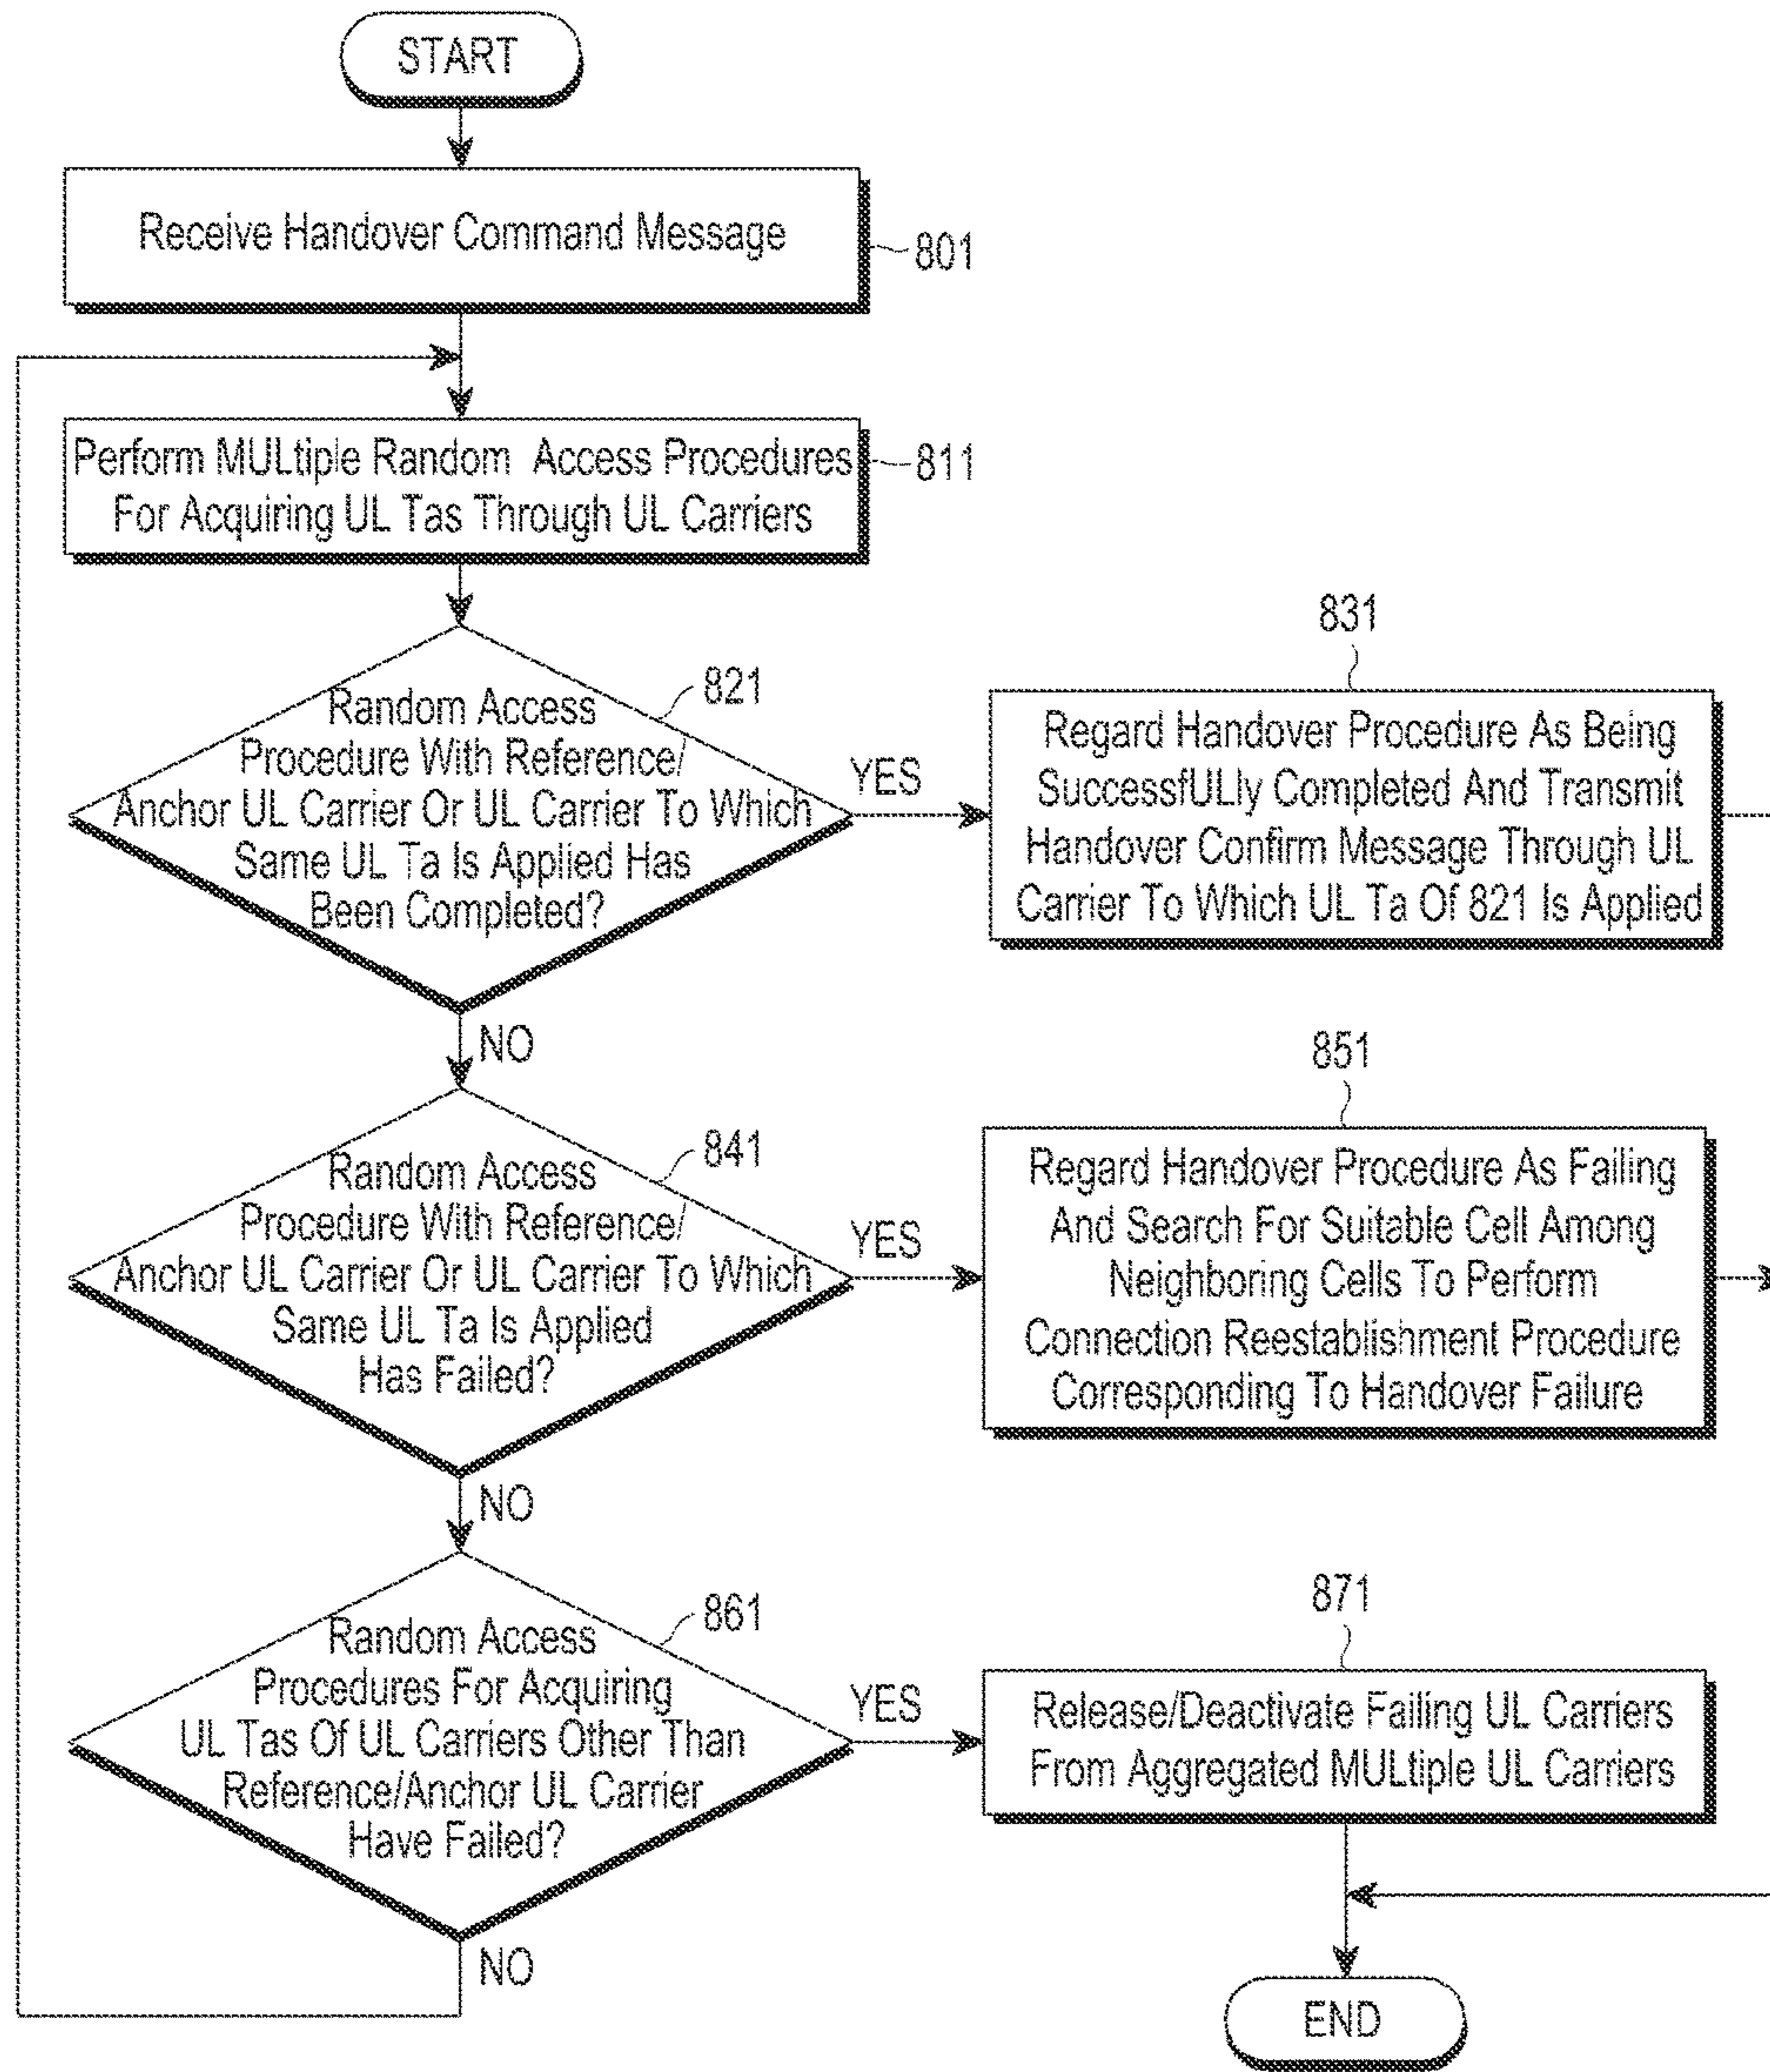 START
Receive Handover Command Message
801
Perform MULtiple Random Access Procedures
For Acquiring UL Tas Through UL Carriers
811
Random Access
Procedure With Reference/
Anchor UL Carrier Or UL Carrier To Which
Same UL Ta Is Applied Has
Been Completed?
821
YES
NO
831
Regard Handover Procedure As Being
SuccessfULly Completed And Transmit
Handover Confirm Message Through UL
Carrier To Which UL Ta Of 821 Is Applied
Random Access
Procedure With Reference/
Anchor UL Carrier Or UL Carrier To Which
Same UL Ta Is Applied
Has Failed?
841
YES
NO
851
Regard Handover Procedure As Failing
And Search For Suitable Cell Among
Neighboring Cells To Perform
Connection Reestablishment Procedure
Corresponding To Handover Failure
Random Access
Procedures For Acquiring
UL Tas Of UL Carriers Other Than
Reference/Anchor UL Carrier
Have Failed?
861
YES
NO
871
Release/Deactivate Failing UL Carriers
From Aggregated MULtiple UL Carriers
END